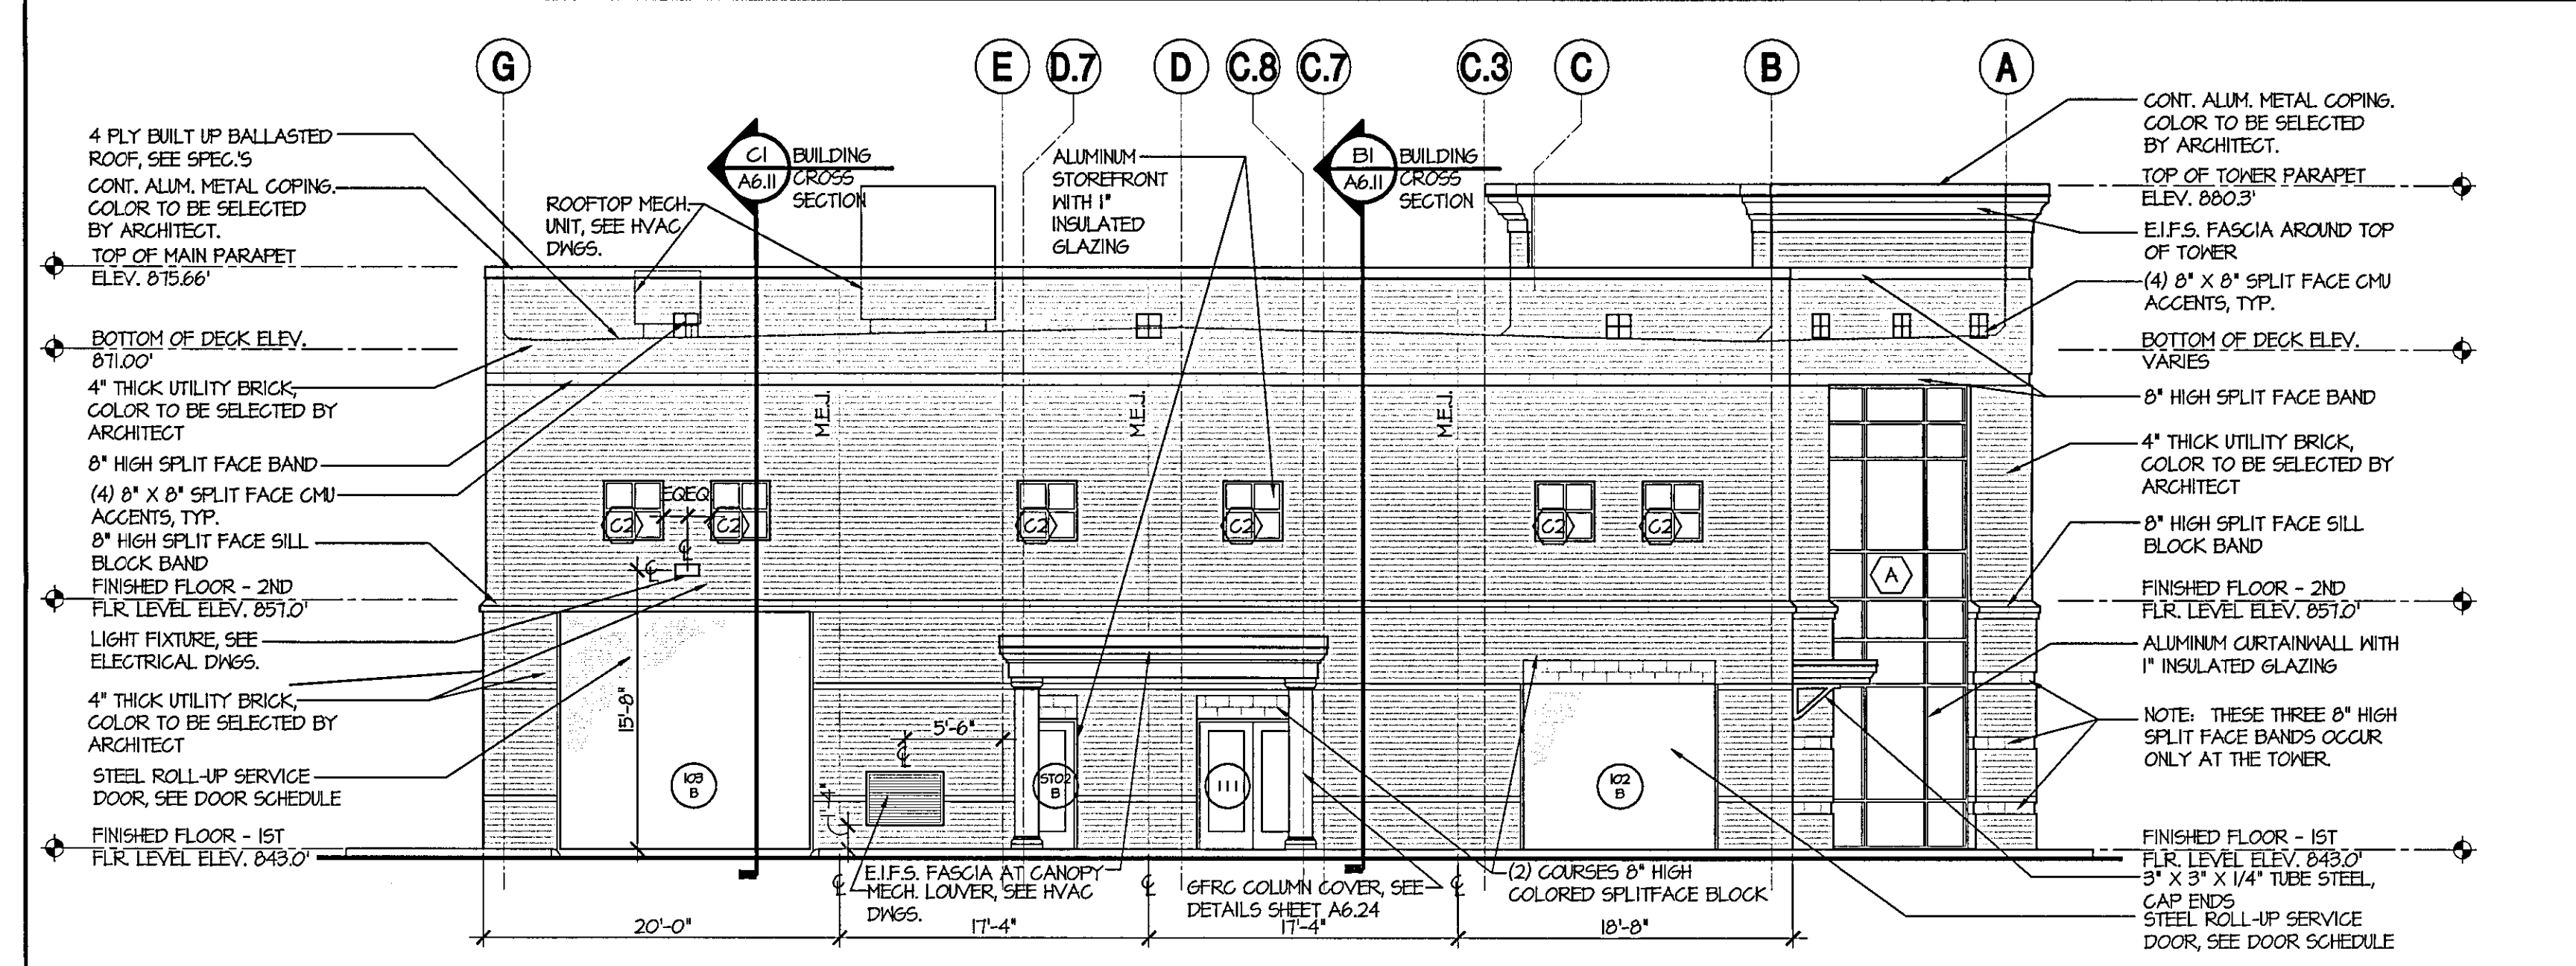 G
E
D.7
D
C.8
C.7
C.3
C
B
A
4 PLY BUILT UP BALLASTED
ROOF, SEE SPEC.'S
CONT. ALUM. METAL COPING.
COLOR TO BE SELECTED
BY ARCHITECT.
TOP OF MAIN PARAPET
ELEV. 875.66'
BOTTOM OF DECK ELEV.
871.00'
4" THICK UTILITY BRICK,
COLOR TO BE SELECTED BY
ARCHITECT
8" HIGH SPLIT FACE BAND
(4) 8" X 8" SPLIT FACE CMU
ACCENTS, TYP.
8" HIGH SPLIT FACE SILL
BLOCK BAND
FINISHED FLOOR - 2ND
FLR. LEVEL ELEV. 857.0'
LIGHT FIXTURE, SEE
ELECTRICAL DWGS.
4" THICK UTILITY BRICK,
COLOR TO BE SELECTED BY
ARCHITECT
STEEL ROLL-UP SERVICE
DOOR, SEE DOOR SCHEDULE
FINISHED FLOOR - 1ST
FLR. LEVEL ELEV. 843.0'
ROOFTOP MECH.
UNIT, SEE HVAC
DWGS.
C1
A6.11
BUILDING
CROSS
SECTION
ALUMINUM
STOREFRONT
WITH 1"
INSULATED
GLAZING
B1
A6.11
BUILDING
CROSS
SECTION
M.E.J.
M.E.J.
M.E.J.
C2
EQ EQ
C2
C2
C2
C2
C2
℄
℄
A
15'-8"
103
B
5'-6"
℄
1'-4"
ST02
B
111
102
B
℄
E.I.F.S. FASCIA AT CANOPY
MECH. LOUVER, SEE HVAC
DWGS.
℄
GFRC COLUMN COVER, SEE
DETAILS SHEET A6.24
℄
(2) COURSES 8" HIGH
COLORED SPLITFACE BLOCK
20'-0"
17'-4"
17'-4"
18'-8"
CONT. ALUM. METAL COPING.
COLOR TO BE SELECTED
BY ARCHITECT.
TOP OF TOWER PARAPET
ELEV. 880.3'
E.I.F.S. FASCIA AROUND TOP
OF TOWER
(4) 8" X 8" SPLIT FACE CMU
ACCENTS, TYP.
BOTTOM OF DECK ELEV.
VARIES
8" HIGH SPLIT FACE BAND
4" THICK UTILITY BRICK,
COLOR TO BE SELECTED BY
ARCHITECT
8" HIGH SPLIT FACE SILL
BLOCK BAND
FINISHED FLOOR - 2ND
FLR. LEVEL ELEV. 857.0'
ALUMINUM CURTAINWALL WITH
1" INSULATED GLAZING
NOTE: THESE THREE 8" HIGH
SPLIT FACE BANDS OCCUR
ONLY AT THE TOWER.
FINISHED FLOOR - 1ST
FLR. LEVEL ELEV. 843.0'
3" X 3" X 1/4" TUBE STEEL,
CAP ENDS
STEEL ROLL-UP SERVICE
DOOR, SEE DOOR SCHEDULE